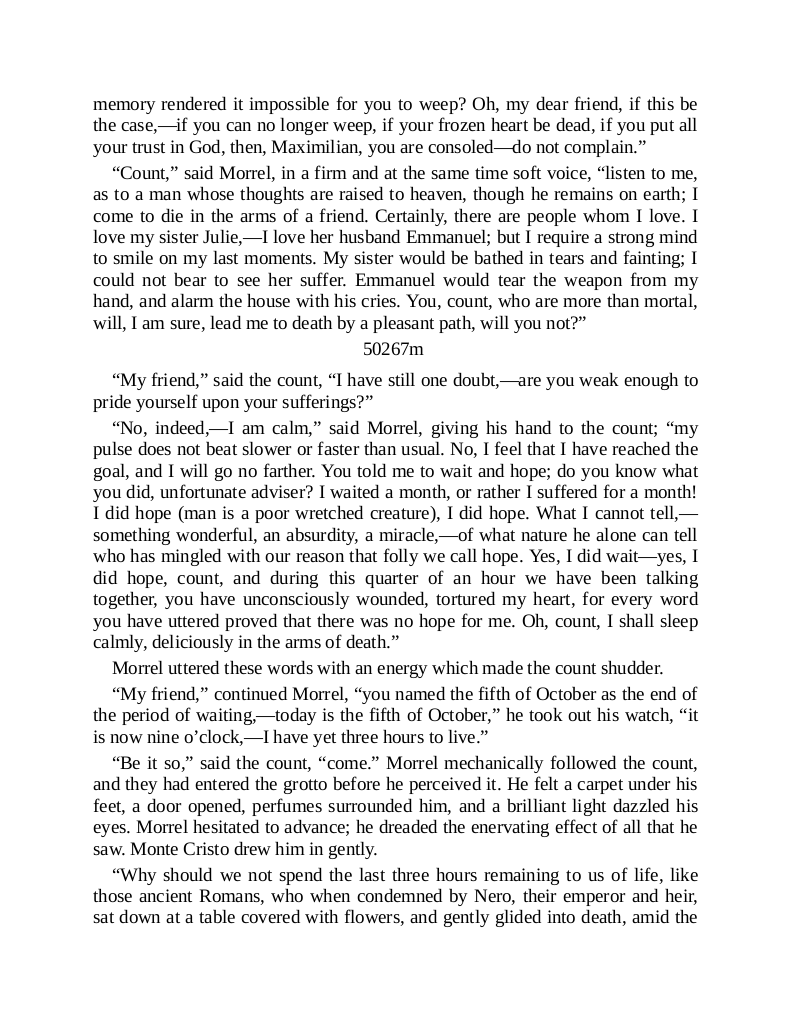 memory rendered it impossible for you to weep? Oh, my dear friend, if this be
the case,—if you can no longer weep, if your frozen heart be dead, if you put all
your trust in God, then, Maximilian, you are consoled—do not complain.”
“Count,” said Morrel, in a firm and at the same time soft voice, “listen to me,
as to a man whose thoughts are raised to heaven, though he remains on earth; I
come to die in the arms of a friend. Certainly, there are people whom I love. I
love my sister Julie,—I love her husband Emmanuel; but I require a strong mind
to smile on my last moments. My sister would be bathed in tears and fainting; I
could not bear to see her suffer. Emmanuel would tear the weapon from my
hand, and alarm the house with his cries. You, count, who are more than mortal,
will, I am sure, lead me to death by a pleasant path, will you not?”
50267m
“My friend,” said the count, “I have still one doubt,—are you weak enough to
pride yourself upon your sufferings?”
“No, indeed,—I am calm,” said Morrel, giving his hand to the count; “my
pulse does not beat slower or faster than usual. No, I feel that I have reached the
goal, and I will go no farther. You told me to wait and hope; do you know what
you did, unfortunate adviser? I waited a month, or rather I suffered for a month!
I did hope (man is a poor wretched creature), I did hope. What I cannot tell,—
something wonderful, an absurdity, a miracle,—of what nature he alone can tell
who has mingled with our reason that folly we call hope. Yes, I did wait—yes, I
did hope, count, and during this quarter of an hour we have been talking
together, you have unconsciously wounded, tortured my heart, for every word
you have uttered proved that there was no hope for me. Oh, count, I shall sleep
calmly, deliciously in the arms of death.”
Morrel uttered these words with an energy which made the count shudder.
“My friend,” continued Morrel, “you named the fifth of October as the end of
the period of waiting,—today is the fifth of October,” he took out his watch, “it
is now nine o’clock,—I have yet three hours to live.”
“Be it so,” said the count, “come.” Morrel mechanically followed the count,
and they had entered the grotto before he perceived it. He felt a carpet under his
feet, a door opened, perfumes surrounded him, and a brilliant light dazzled his
eyes. Morrel hesitated to advance; he dreaded the enervating effect of all that he
saw. Monte Cristo drew him in gently.
“Why should we not spend the last three hours remaining to us of life, like
those ancient Romans, who when condemned by Nero, their emperor and heir,
sat down at a table covered with flowers, and gently glided into death, amid the